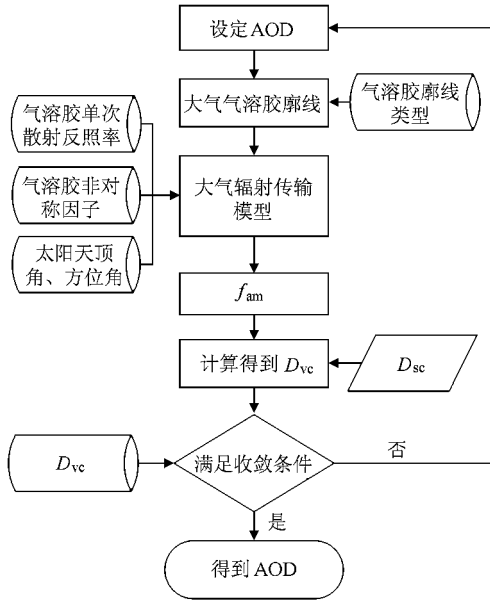 设定AOD
大气气溶胶廓线
气溶胶廓线
类型
气溶胶单次
散射反照率
气溶胶非对
称因子
太阳天顶
角、方位角
大气辐射传输
模型
fam
计算得到 Dvc
Dsc
Dvc
满足收敛条件
否
是
得到AOD